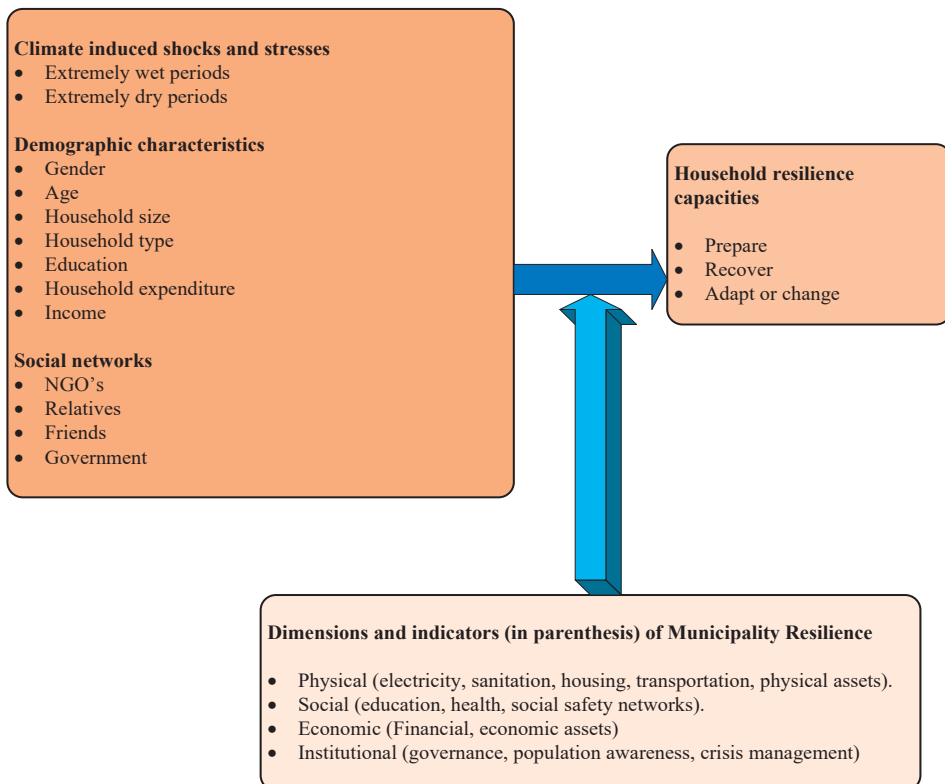 Climate induced shocks and stresses
• Extremely wet periods
• Extremely dry periods
Demographic characteristics
• Gender
• Age
• Household size
• Household type
• Education
• Household expenditure
• Income
Social networks
• NGO’s
• Relatives
• Friends
• Government
Household resilience
capacities
• Prepare
• Recover
• Adapt or change
Dimensions and indicators (in parenthesis) of Municipality Resilience
• Physical (electricity, sanitation, housing, transportation, physical assets).
• Social (education, health, social safety networks).
• Economic (Financial, economic assets)
• Institutional (governance, population awareness, crisis management)